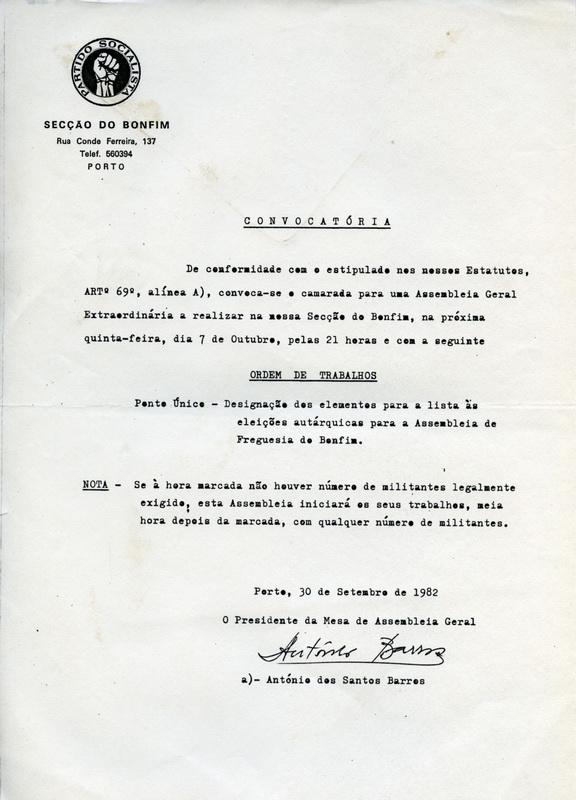 PARTIDO SOCIALISTA
SECÇÃO DO BONFIM
Rua Conde Ferreira, 137
Telef. 560394
PORTO
CONVOCATÓRIA
De conformidade com o estipulado nos nossos Estatutos,
ARTº 69º, alínea A), convoca-se o camarada para uma Assembleia Geral
Extraordinária a realizar na nossa Secção do Bonfim, na próxima
quinta-feira, dia 7 de Outubro, pelas 21 horas e com a seguinte
ORDEM DE TRABALHOS
Ponto Único - Designação dos elementos para a lista às
eleições autárquicas para a Assembleia de
Freguesia do Bonfim.
NOTA - Se à hora marcada não houver número de militantes legalmente
exigido, esta Assembleia iniciará os seus trabalhos, meia
hora depois da marcada, com qualquer número de militantes.
Porto, 30 de Setembro de 1982
O Presidente da Mesa de Assembleia Geral
António Barros
a)- António dos Santos Barros